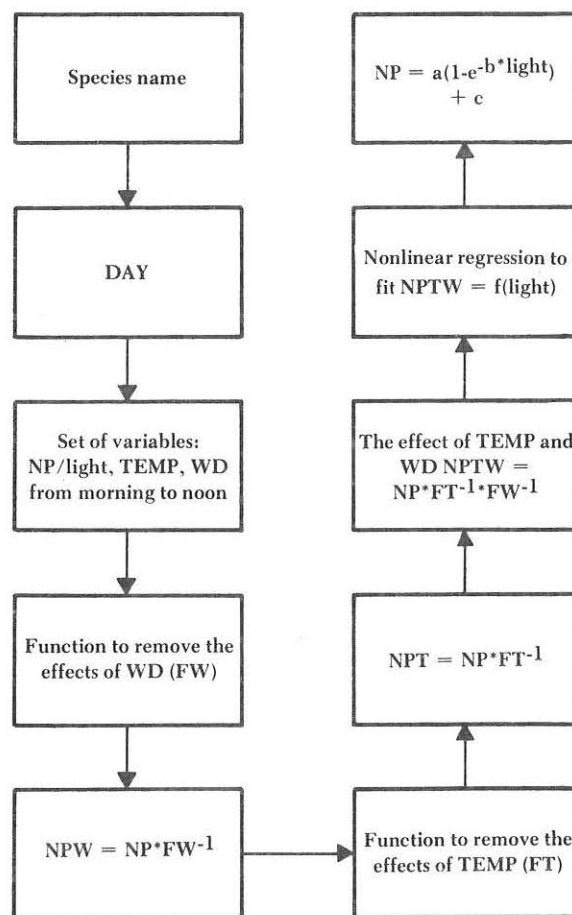 Species name
DAY
Set of variables:
NP/light, TEMP, WD
from morning to noon
Function to remove the
effects of WD (FW)
NPW = NP*FW-1
Function to remove the
effects of TEMP (FT)
NPT = NP*FT-1
The effect of TEMP and
WD NPTW =
NP*FT-1*FW-1
Nonlinear regression to
fit NPTW = f(light)
NP = a(1-e-b*light)
+ c